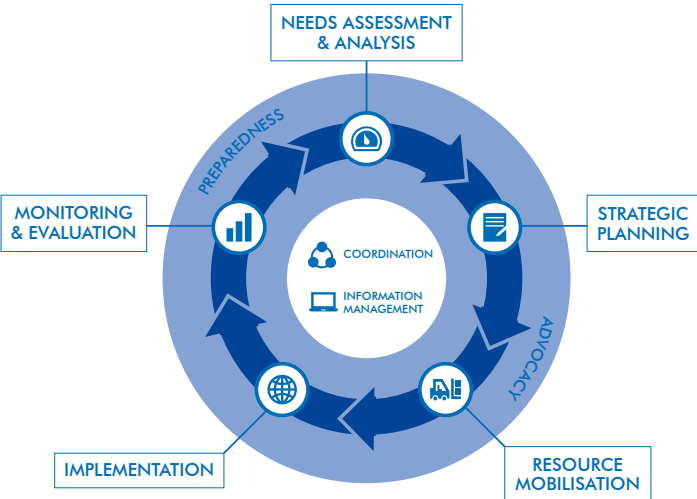 NEEDS ASSESSMENT
& ANALYSIS
PREPAREDNESS
MONITORING
& EVALUATION
STRATEGIC
PLANNING
COORDINATION
INFORMATION
MANAGEMENT
ADVOCACY
IMPLEMENTATION
RESOURCE
MOBILISATION